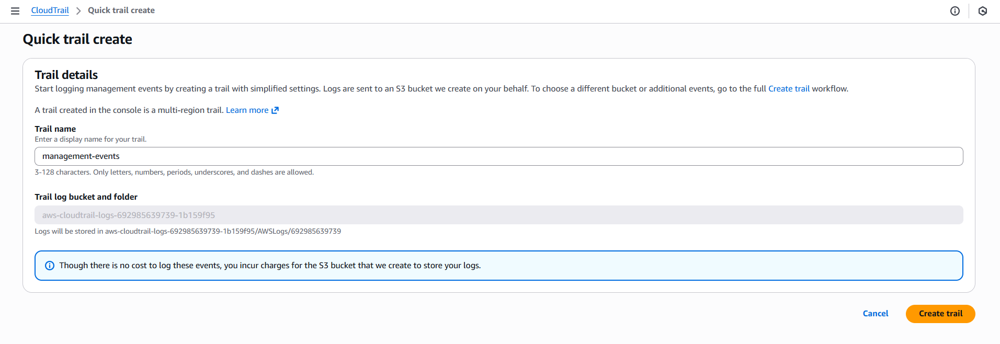 CloudTrail > Quick trail create
Quick trail create
Trail details
Start logging management events by creating a trail with simplified settings. Logs are sent to an S3 bucket we create on your behalf. To choose a different bucket or additional events, go to the full Create trail workflow.
A trail created in the console is a multi-region trail. Learn more
Trail name
Enter a display name for your trail.
management-events
3-128 characters. Only letters, numbers, periods, underscores, and dashes are allowed.
Trail log bucket and folder
aws-cloudtrail-logs-692985639739-1b159f95
Logs will be stored in aws-cloudtrail-logs-692985639739-1b159f95/AWSLogs/692985639739
Though there is no cost to log these events, you incur charges for the S3 bucket that we create to store your logs.
Cancel Create trail